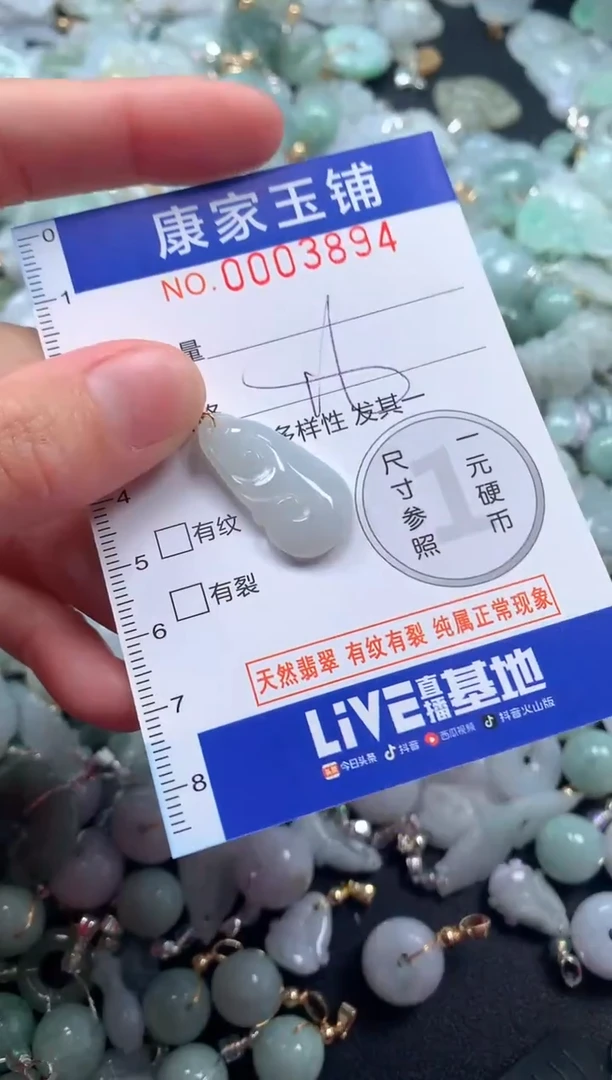 康家玉铺
NO.0003894
0
1
量
多样性 发其一
4
5
6
7
8
□有纹
□有裂
1
一元硬币
尺寸参照
天然翡翠 有纹有裂 纯属正常现象
LiVE直播基地
今日头条 抖音 西瓜视频 抖音火山版